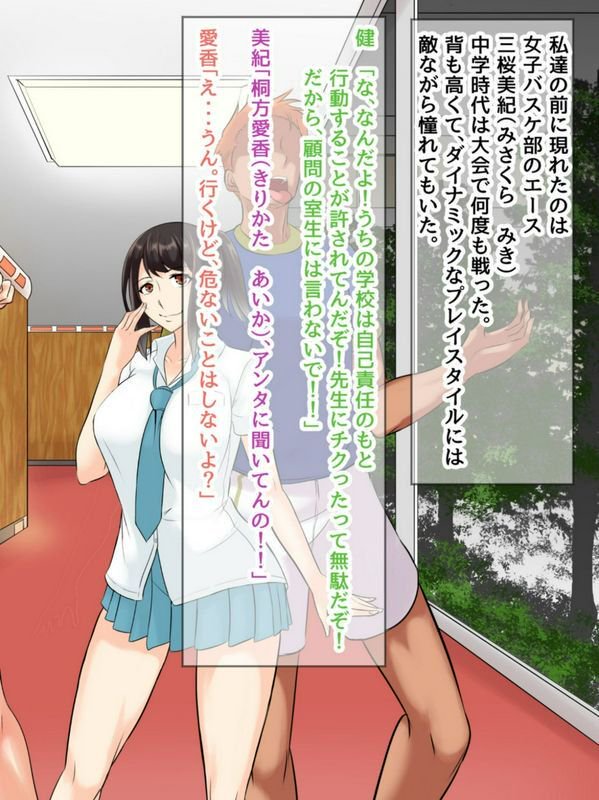 私達の前に現れたのは
女子バスケ部のエース
三桜美紀(みさくら　みき)
中学時代は大会で何度も戦った。
背も高くて、ダイナミックなプレイスタイルには
敵ながら憧れてもいた。
健　「な、なんだよ！うちの学校は自己責任のもと
行動することが許されてんだぞ！先生にチクったって無駄だぞ！
だから、顧問の室生には言わないで！！」
美紀「桐方愛香(きりかた　あいか)、アンタに聞いてんの！！」
愛香「え・・・うん。行くけど、危ないことはしないよ？」